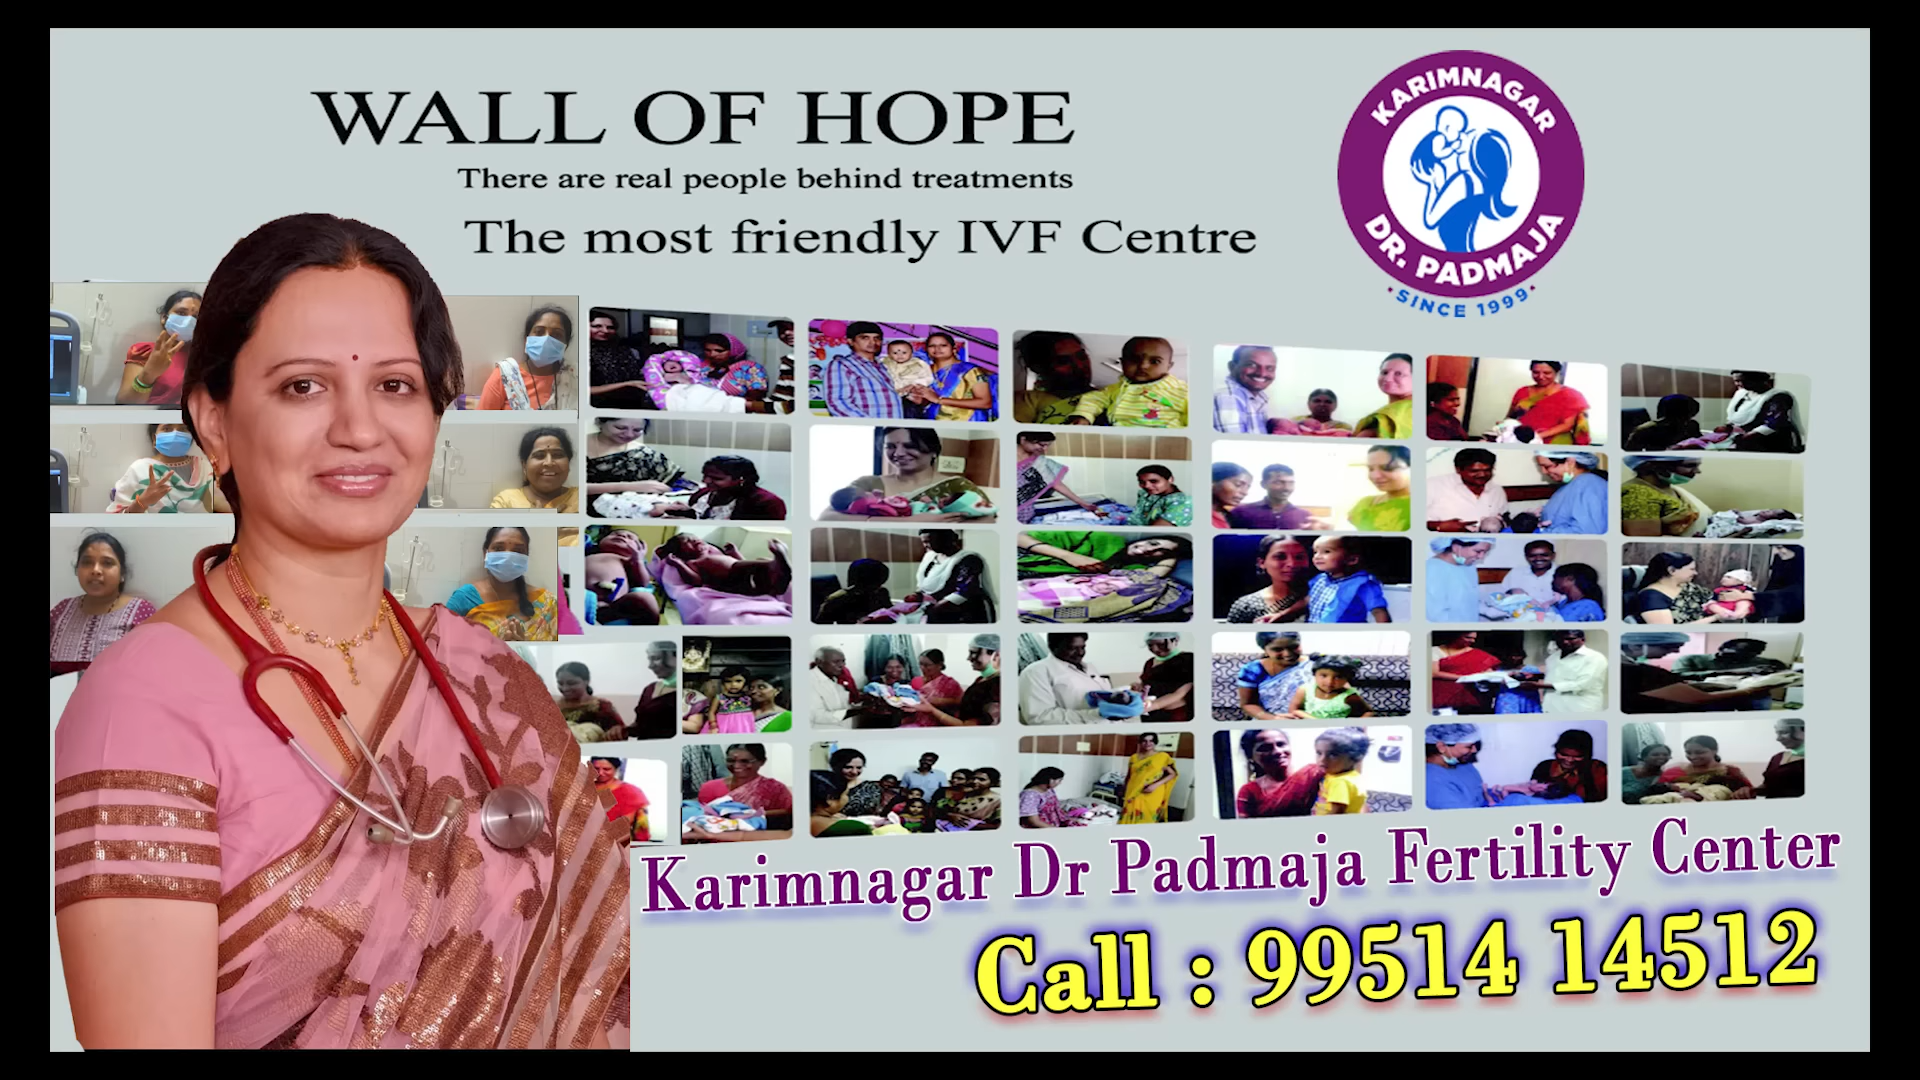 WALL OF HOPE
There are real people behind treatments
The most friendly IVF Centre
KARIMNAGAR
DR. PADMAJA
• SINCE 1999 •
Karimnagar Dr Padmaja Fertility Center
Call : 99514 14512